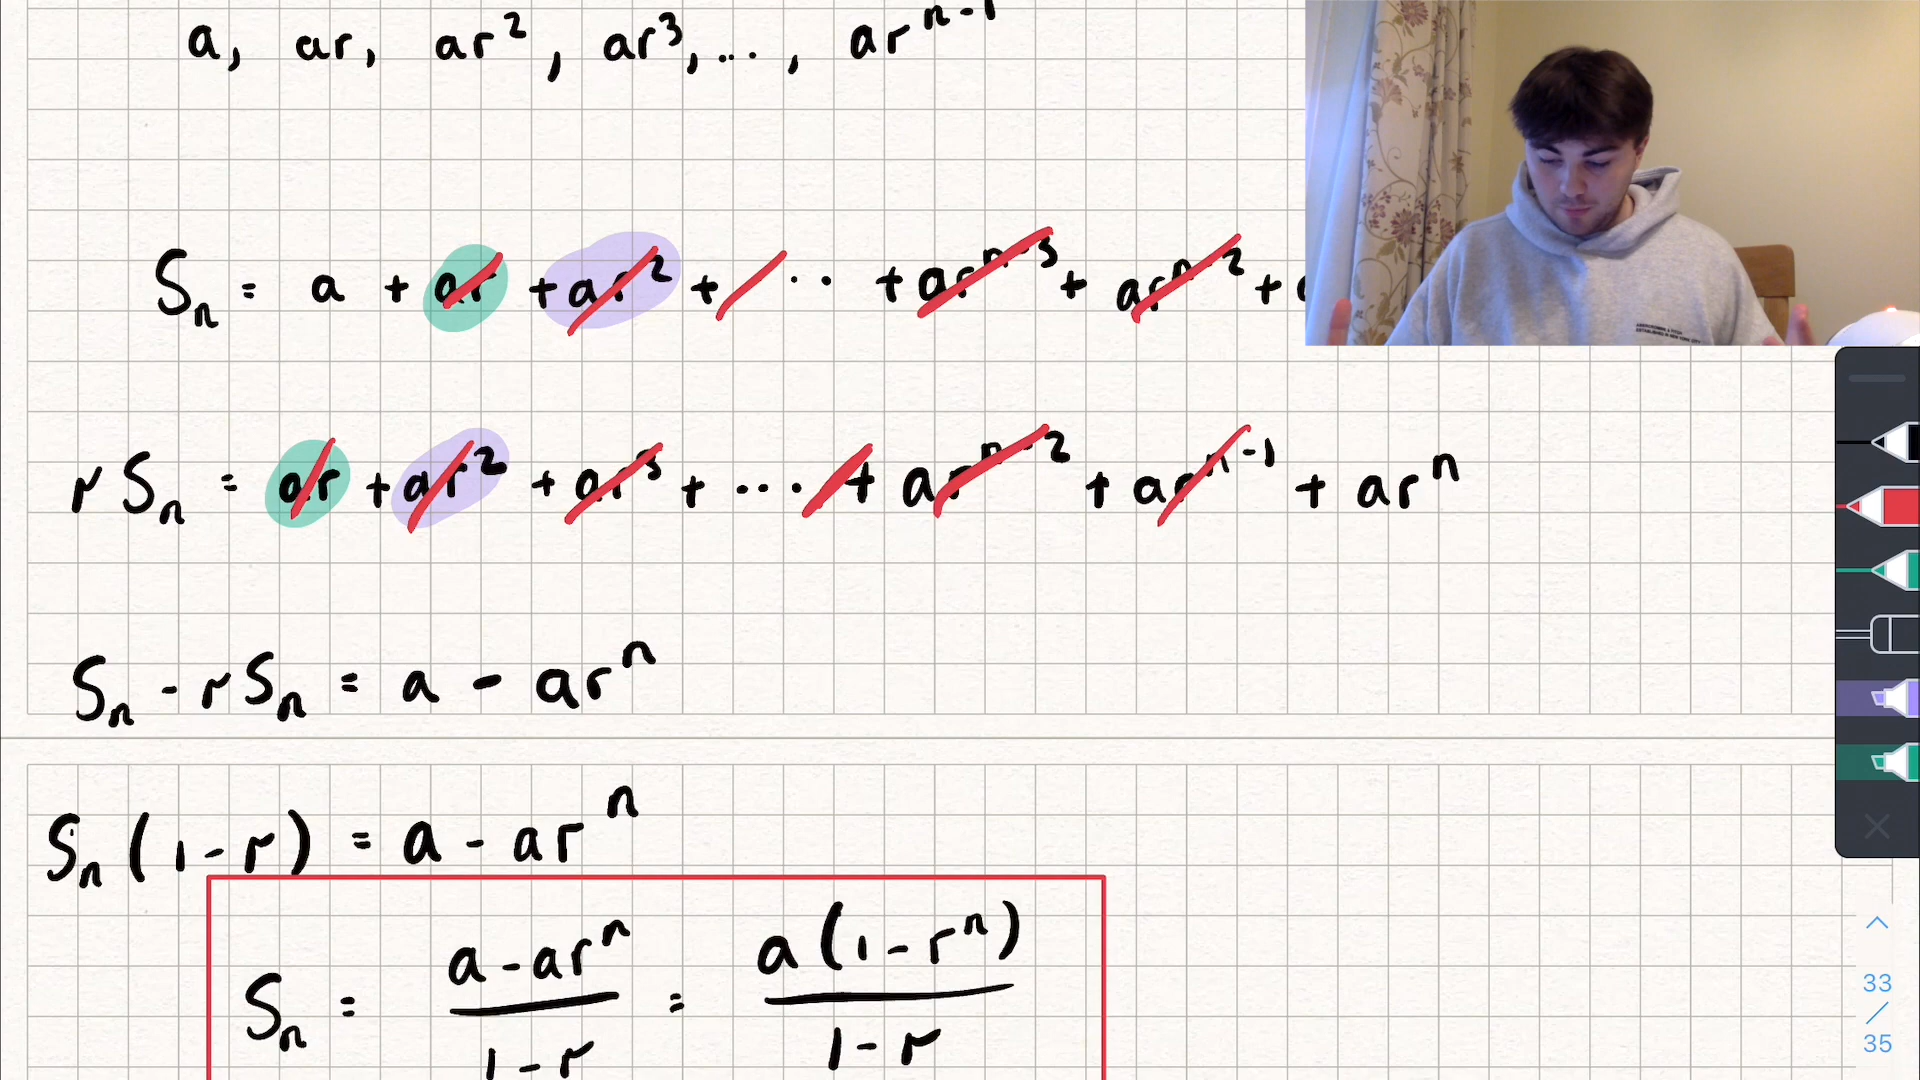 a, ar, ar², ar³, ..., arⁿ⁻¹
Sₙ = a + ar + ar² + ... + arⁿ⁻³ + arⁿ⁻² +
rSₙ = ar + ar² + ar³ + ... + arⁿ⁻² + arⁿ⁻¹ + arⁿ
Sₙ - rSₙ = a - arⁿ
Sₙ(1-r) = a - arⁿ
Sₙ = (a-arⁿ)/(1-r) = a(1-rⁿ)/(1-r)
33
/
35